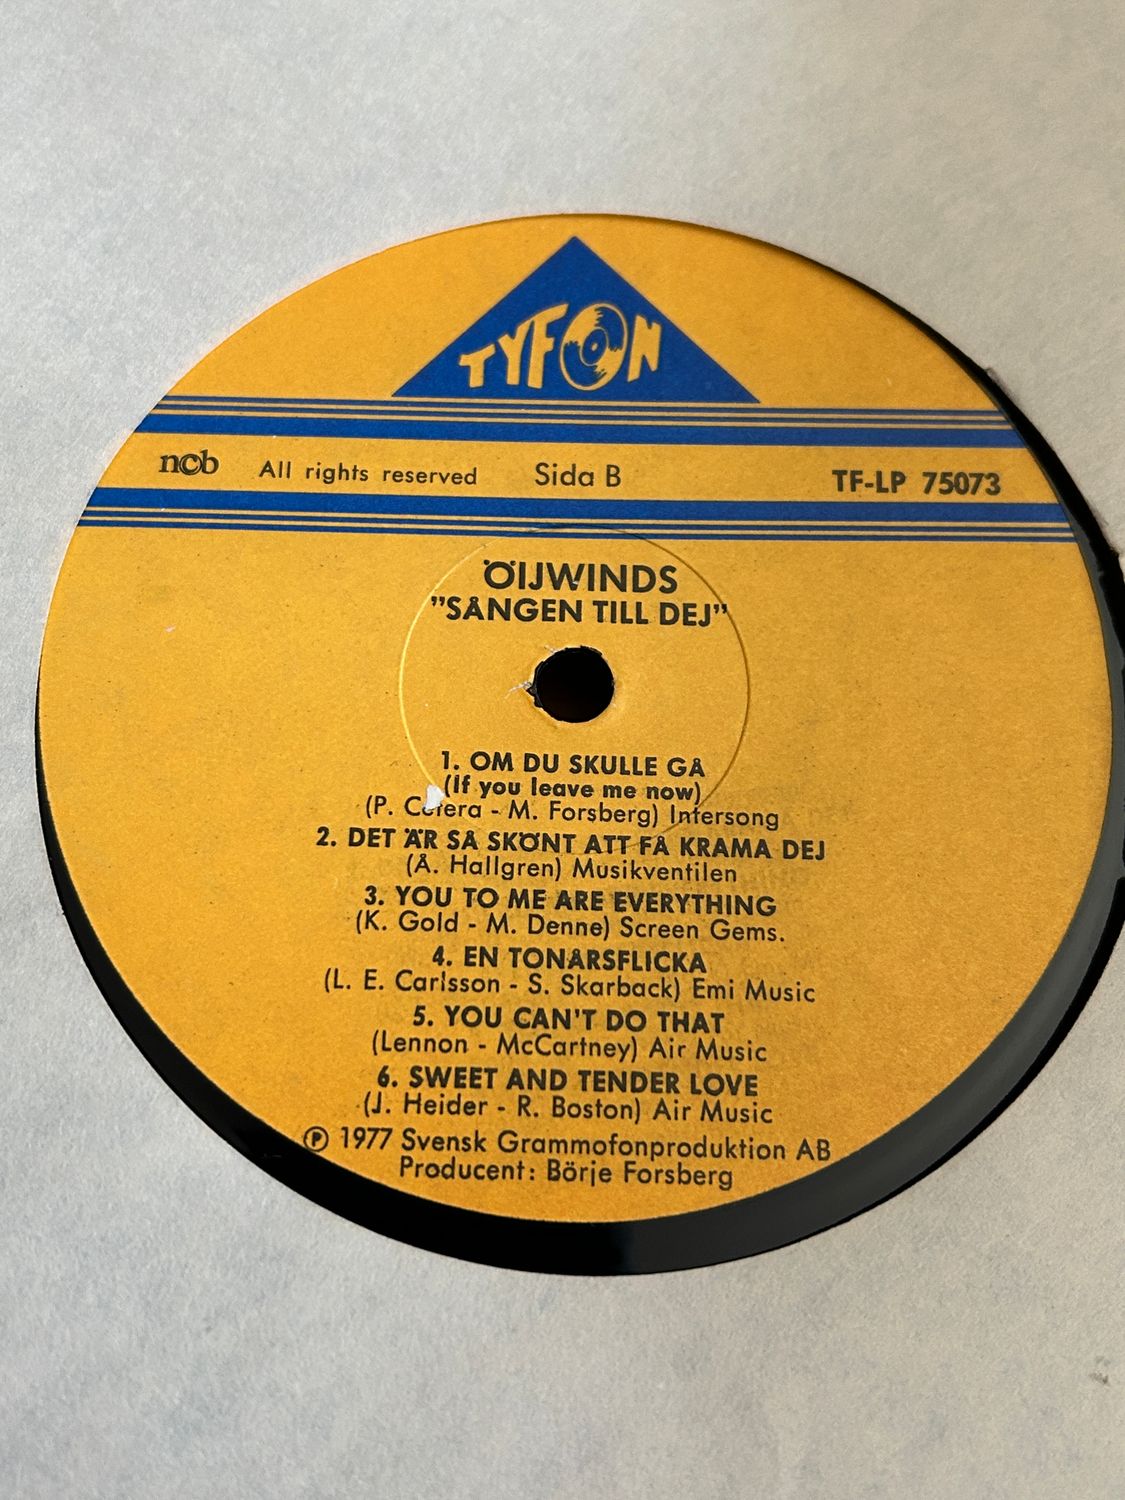 TYFON
ncb All rights reserved Sida B TF-LP 75073
ÖIJWINDS
"SÅNGEN TILL DEJ"
1. OM DU SKULLE GÅ
(If you leave me now)
(P. Cetera - M. Forsberg) Intersong
2. DET ÄR SÅ SKÖNT ATT FÅ KRAMA DEJ
(Å. Hallgren) Musikventilen
3. YOU TO ME ARE EVERYTHING
(K. Gold - M. Denne) Screen Gems.
4. EN TONÅRSFLICKA
(L. E. Carlsson - S. Skarback) Emi Music
5. YOU CAN'T DO THAT
(Lennon - McCartney) Air Music
6. SWEET AND TENDER LOVE
(J. Heider - R. Boston) Air Music
Ⓟ 1977 Svensk Grammofonproduktion AB
Producent: Börje Forsberg